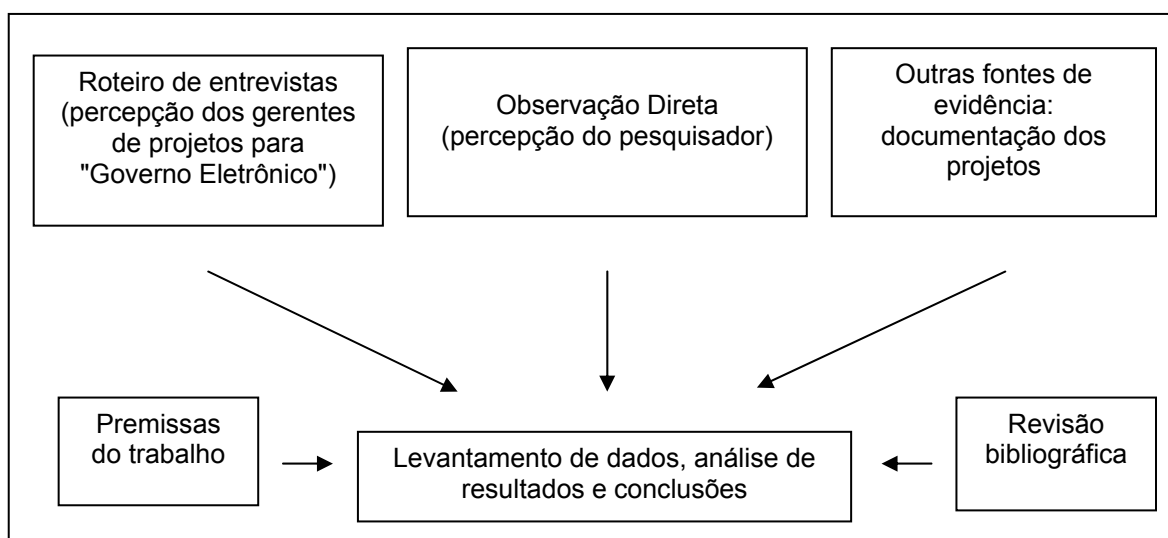 Roteiro de entrevistas
(percepção dos gerentes
de projetos para
"Governo Eletrônico")
Observação Direta
(percepção do pesquisador)
Outras fontes de
evidência:
documentação dos
projetos
Premissas
do trabalho
Levantamento de dados, análise de
resultados e conclusões
Revisão
bibliográfica